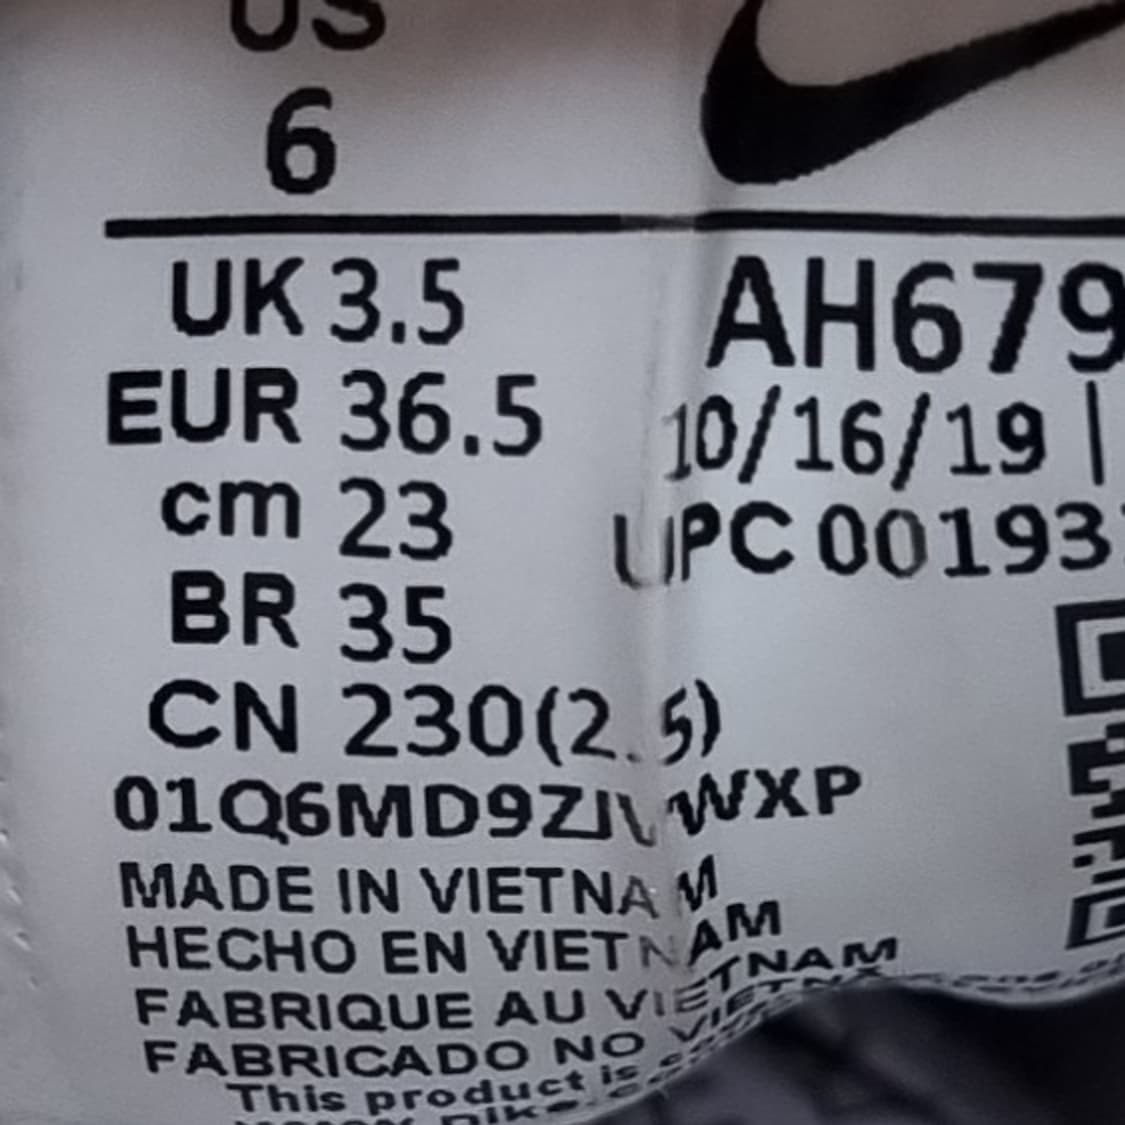 US
6
UK 3.5
EUR 36.5
cm 23
BR 35
CN 230(2.5)
AH679
10/16/19 |
UPC 00193
MADE IN VIETNAM
HECHO EN VIETNAM
FABRIQUE AU VIETNAM
FABRICADO NO
This product is